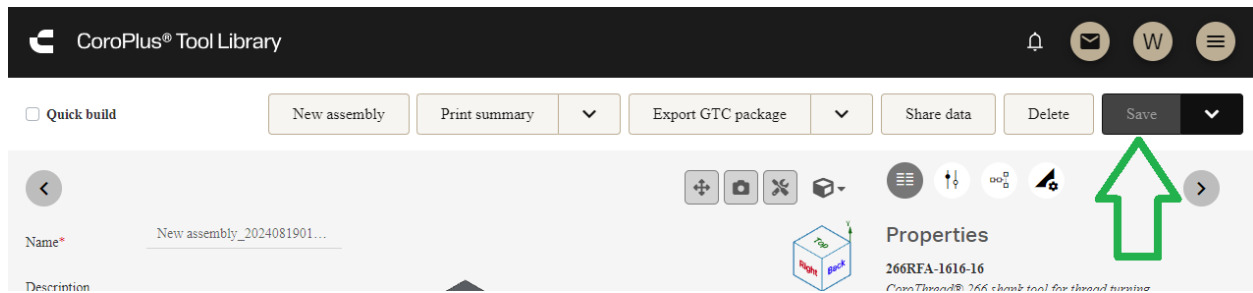 CoroPlus® Tool Library
W
Quick build
New assembly
Print summary
Export GTC package
Share data
Delete
Save
Name*
New assembly_2024081901...
Top
Right
Back
Y
Properties
266RFA-1616-16
Description
CoroThread® 266 shank tool for thread turning